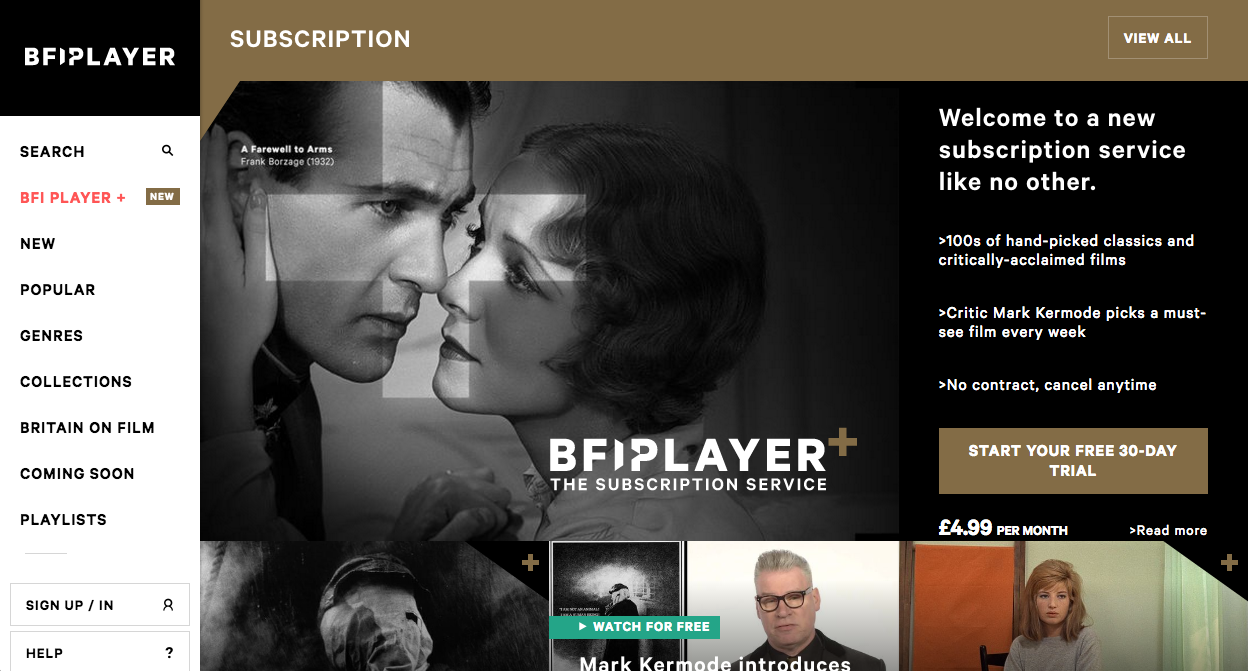 BFIPLAYER
SEARCH
BFI PLAYER +
NEW
NEW
POPULAR
GENRES
COLLECTIONS
BRITAIN ON FILM
COMING SOON
PLAYLISTS
SIGN UP / IN
HELP
?
SUBSCRIPTION
VIEW ALL
A Farewell to Arms
Frank Borzage (1932)
BFIPLAYER+
THE SUBSCRIPTION SERVICE
Welcome to a new
subscription service
like no other.
>100s of hand-picked classics and
critically-acclaimed films
>Critic Mark Kermode picks a must-
see film every week
>No contract, cancel anytime
START YOUR FREE 30-DAY
TRIAL
£4.99 PER MONTH
>Read more
+
WATCH FOR FREE
Mark Kermode introduces
+